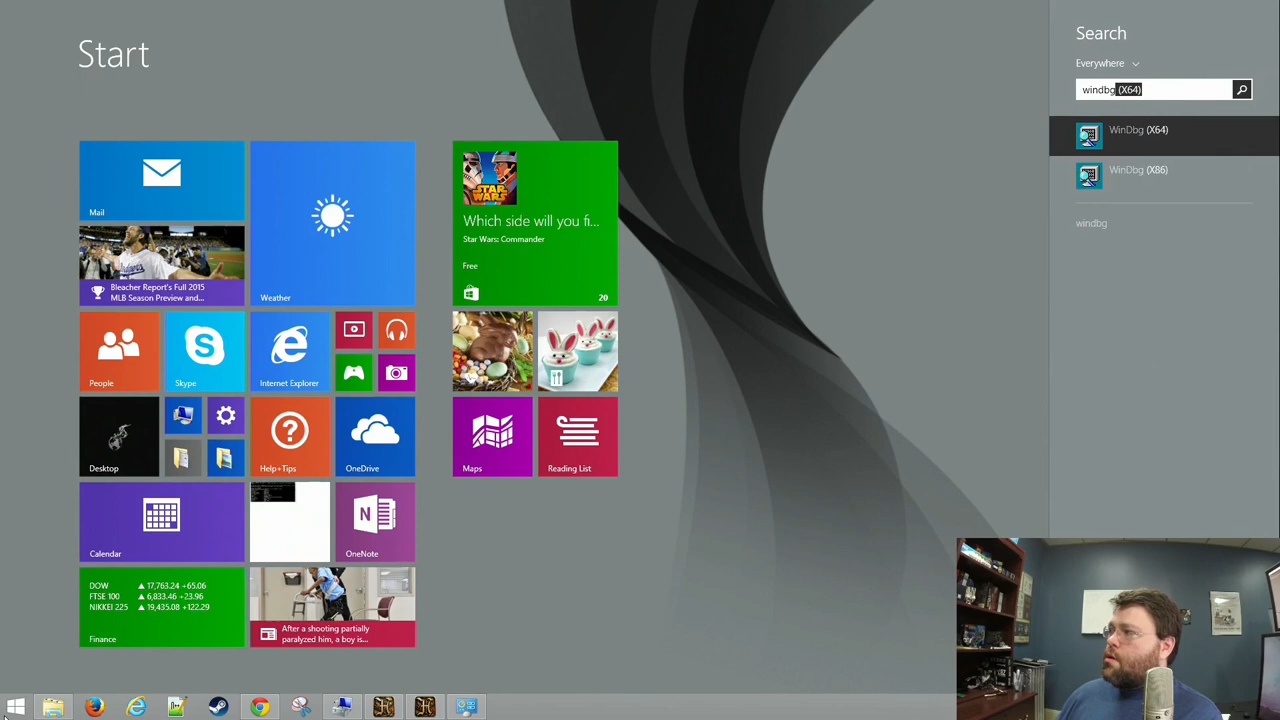 Start
Search
Everywhere
windbg (X64)
WinDbg (X64)
WinDbg (X86)
windbg
Mail
Bleacher Report's Full 2015
MLB Season Preview and...
Weather
STAR
WARS
Which side will you fi...
Star Wars: Commander
Free
20
People
Skype
Internet Explorer
Desktop
Help+Tips
OneDrive
Maps
Reading List
Calendar
OneNote
DOW ▲ 17,763.24 +65.06
FTSE 100 ▲ 6,833.46 +23.96
NIKKEI 225 ▲ 19,435.08 +122.29
Finance
After a shooting partially
paralyzed him, a boy is...